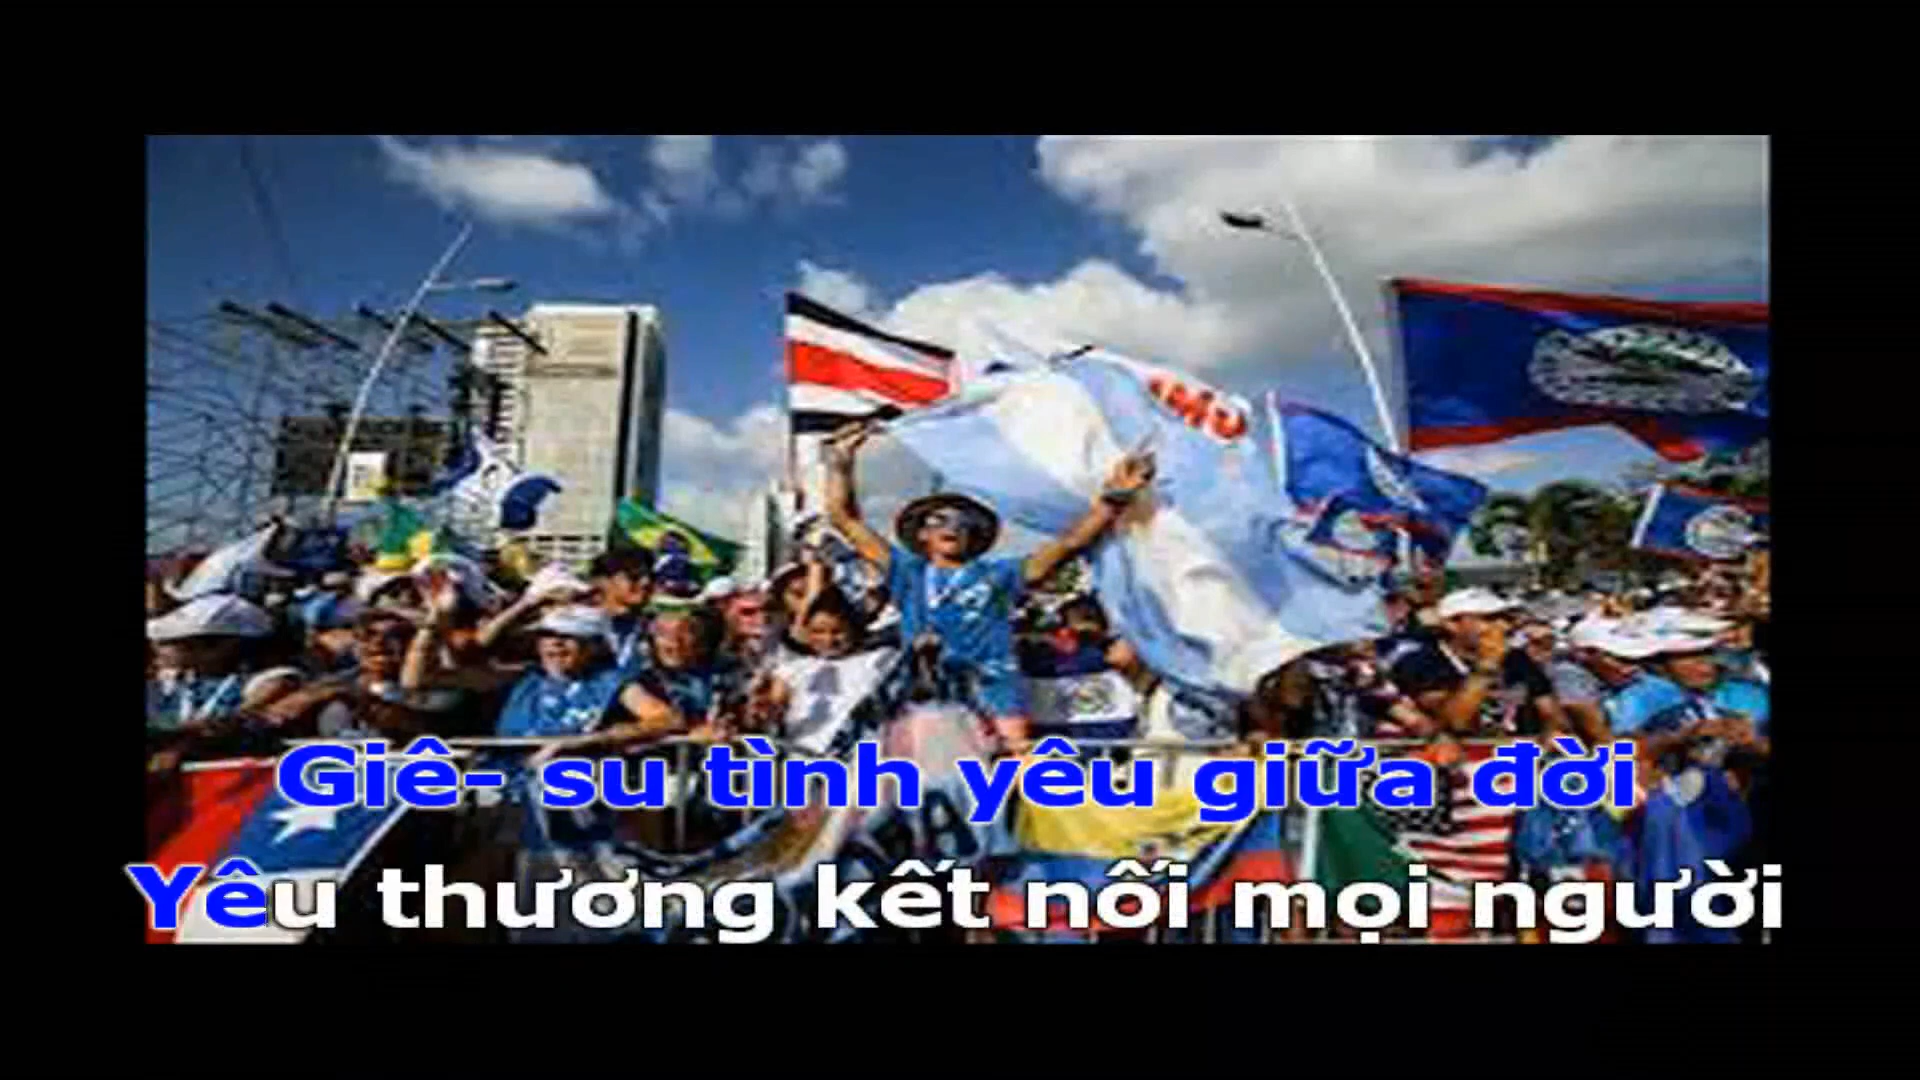 Giê- su tình yêu giữa đời
Yêu thương kết nối mọi người